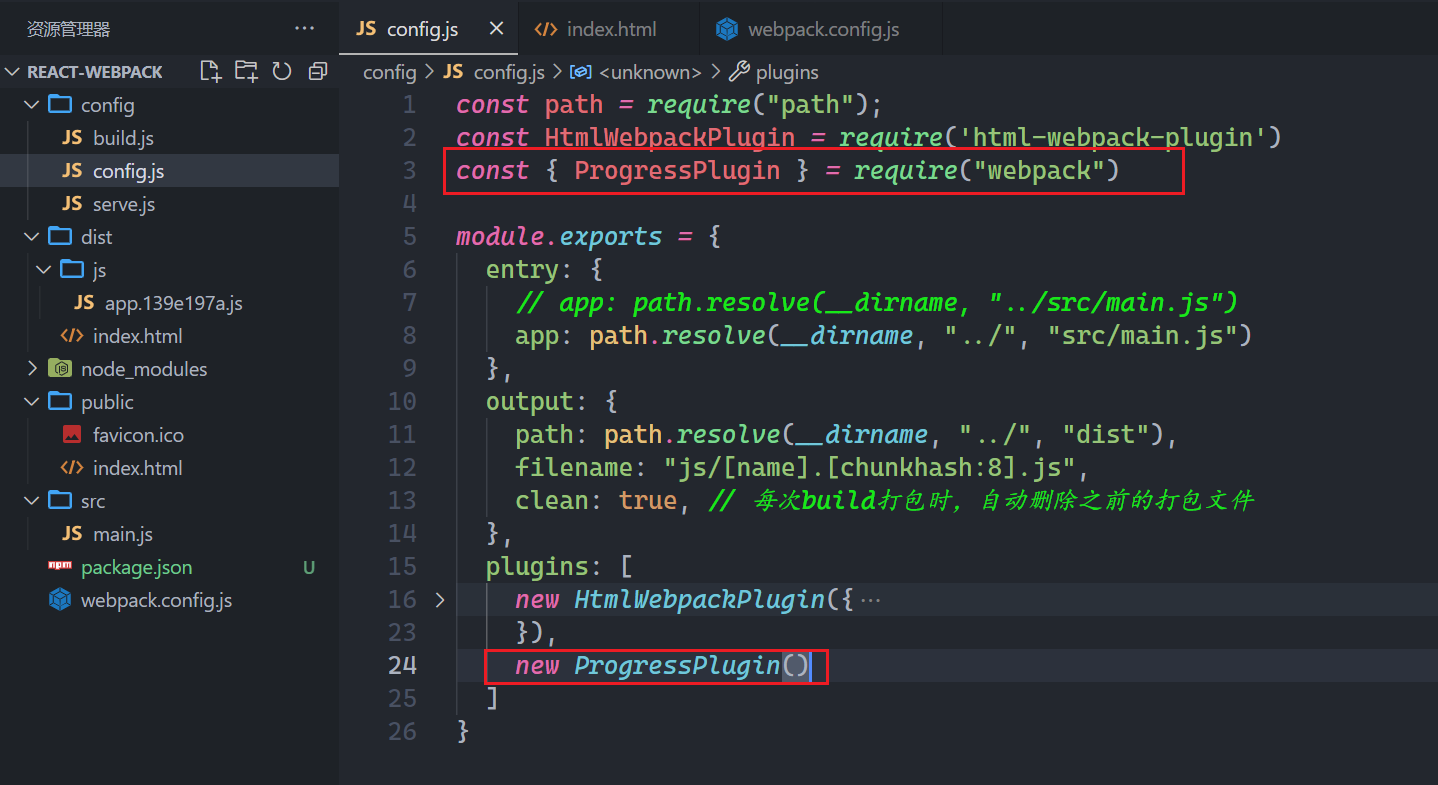 资源管理器 ···
REACT-WEBPACK
config
JS build.js
JS config.js
JS serve.js
dist
js
JS app.139e197a.js
</> index.html
node_modules
public
favicon.ico
</> index.html
src
JS main.js
npm package.json U
webpack.config.js
JS config.js × </> index.html webpack.config.js
config > JS config.js > <unknown> > plugins
1 const path = require("path");
2 const HtmlWebpackPlugin = require('html-webpack-plugin')
3 const { ProgressPlugin } = require("webpack")
4
5 module.exports = {
6 entry: {
7 // app: path.resolve(__dirname, "../src/main.js")
8 app: path.resolve(__dirname, "../", "src/main.js")
9 },
10 output: {
11 path: path.resolve(__dirname, "../", "dist"),
12 filename: "js/[name].[chunkhash:8].js",
13 clean: true, // 每次build打包时，自动删除之前的打包文件
14 },
15 plugins: [
16 > new HtmlWebpackPlugin({ ···
23 }),
24 new ProgressPlugin()
25 ]
26 }